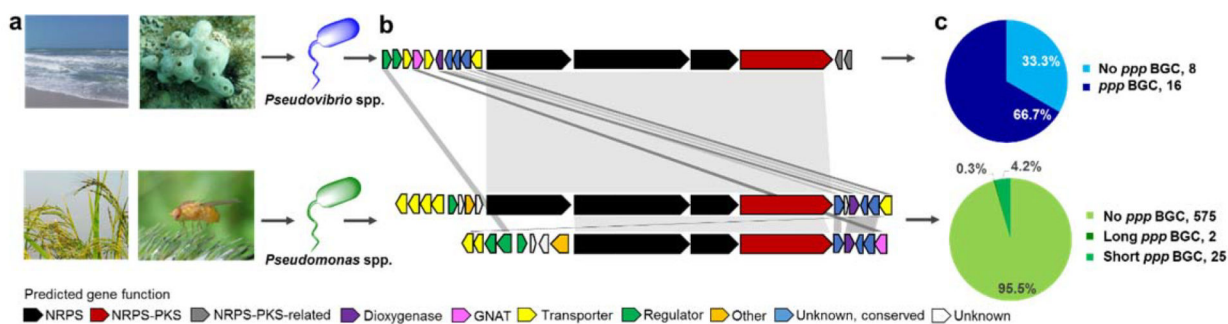 a
b
c
Pseudovibrio spp.
33.3%
66.7%
No ppp BGC, 8
ppp BGC, 16
Pseudomonas spp.
0.3%
4.2%
95.5%
No ppp BGC, 575
Long ppp BGC, 2
Short ppp BGC, 25
Predicted gene function
NRPS NRPS-PKS NRPS-PKS-related Dioxygenase GNAT Transporter Regulator Other Unknown, conserved Unknown